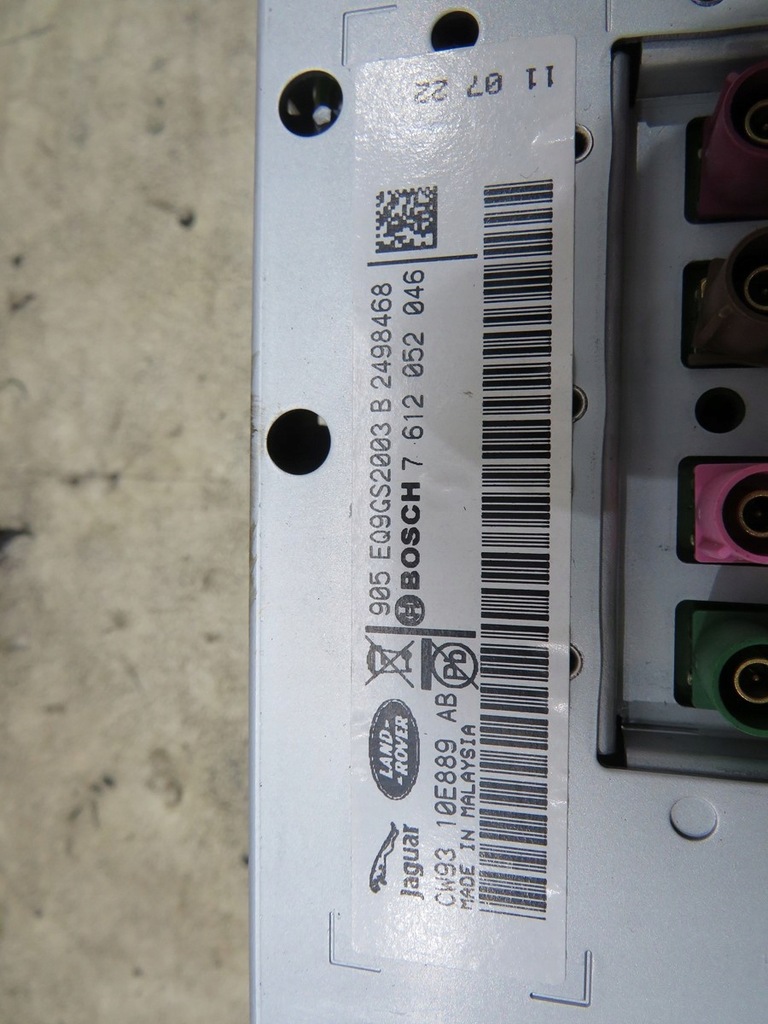 905 EQ9GS2003 B 2498468
BOSCH 7 612 052 046
LAND-
-ROVER
Pb
JAGUAR
CW93 10E889 AB
MADE IN MALAYSIA
11 07 22